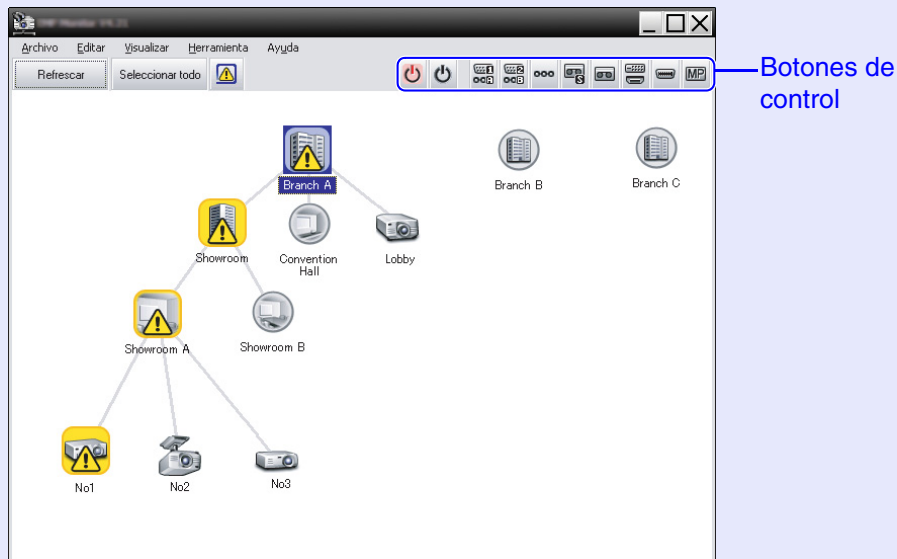 Archivo Editar Visualizar Herramienta Ayuda
Refrescar Seleccionar todo
MP
Botones de
control
Branch A
Branch B
Branch C
Showroom
Convention
Hall
Lobby
Showroom A
Showroom B
No1
No2
No3